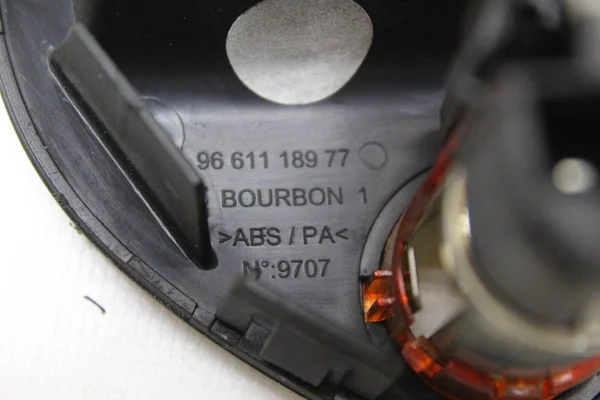 96 611 189 77
BOURBON 1
>ABS / PA<
N°:9707